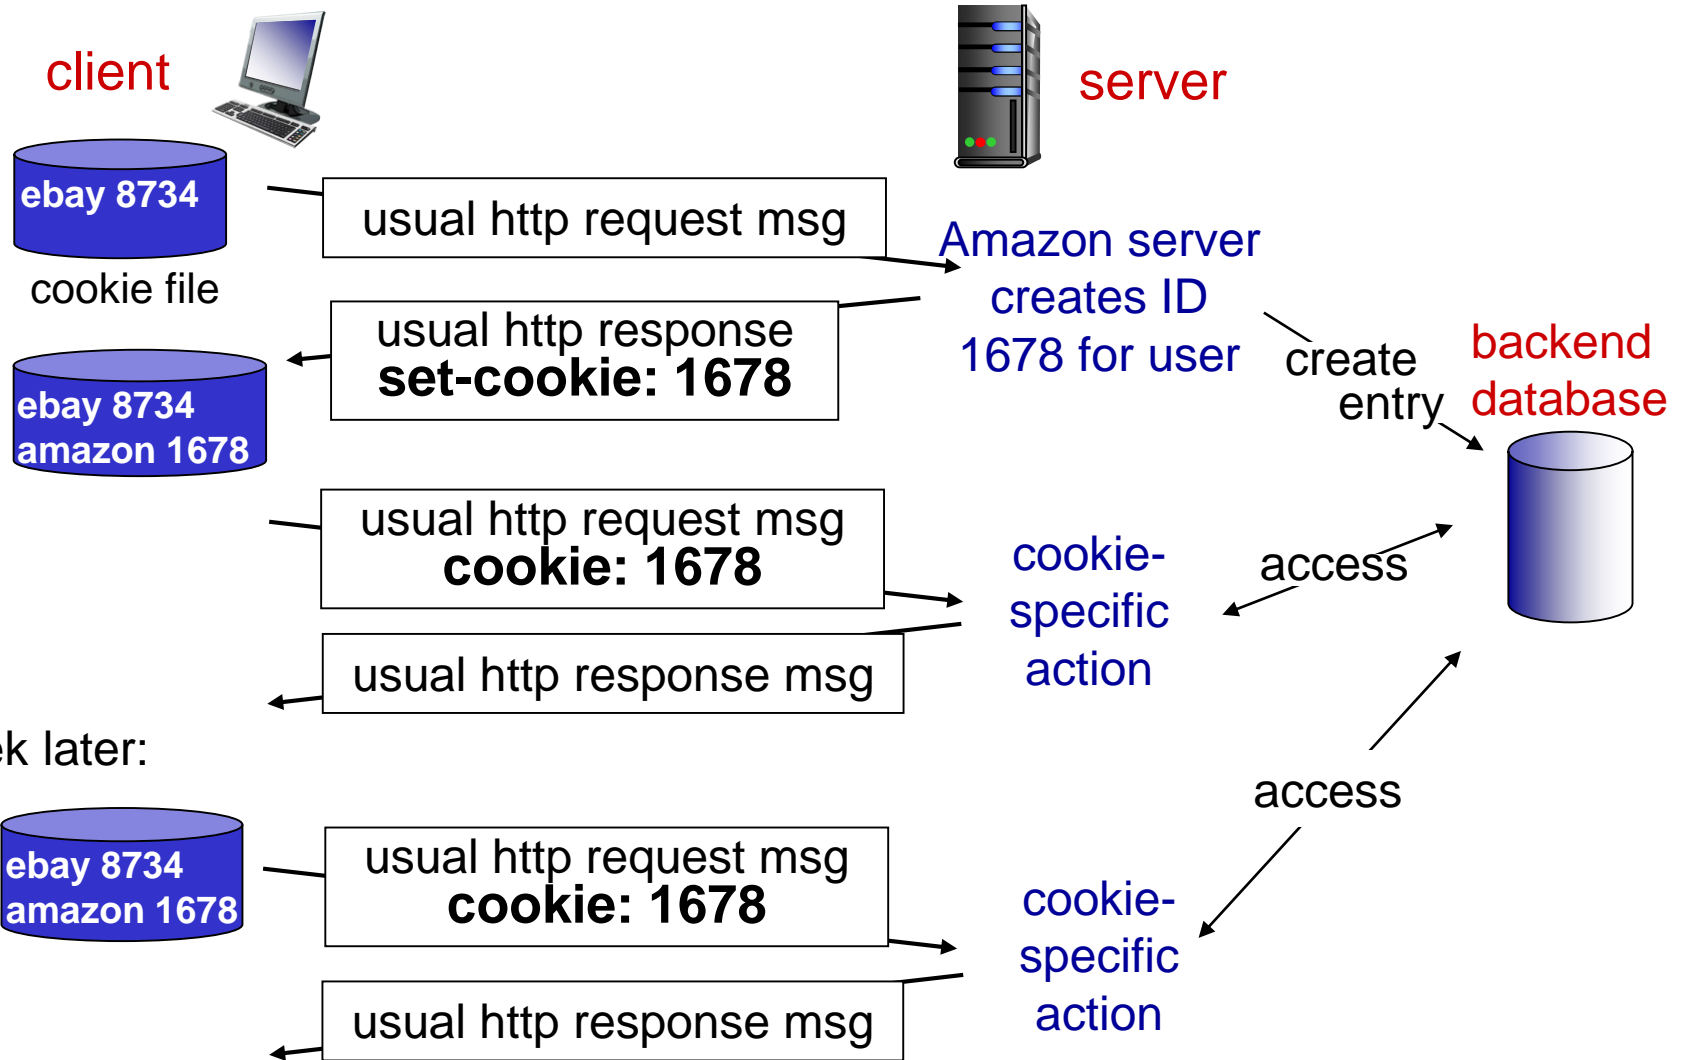 client
server
ebay 8734
cookie file
usual http request msg
Amazon server
creates ID
1678 for user
usual http response
set-cookie: 1678
create
entry
backend
database
ebay 8734
amazon 1678
usual http request msg
cookie: 1678
cookie-
specific
action
access
usual http response msg
later:
access
ebay 8734
amazon 1678
usual http request msg
cookie: 1678
cookie-
specific
action
usual http response msg